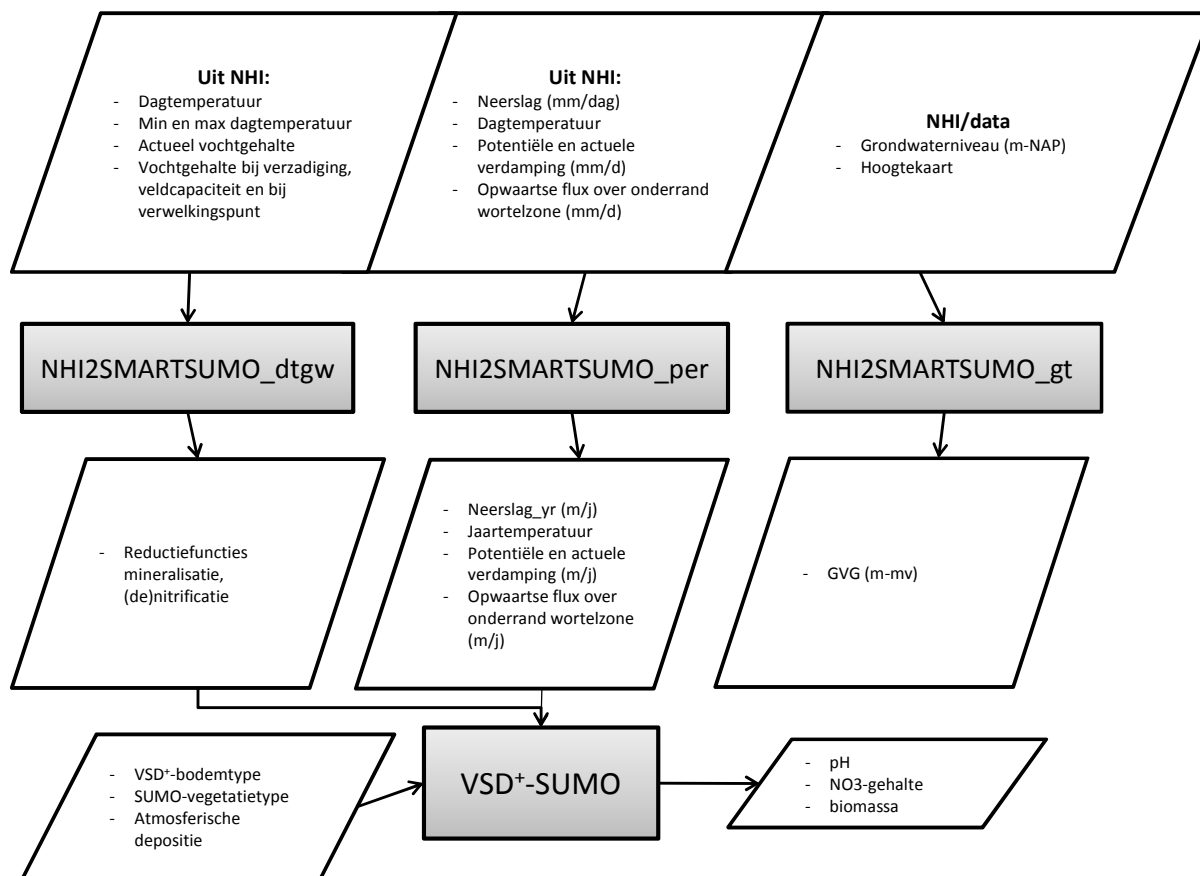 Uit NHI:
- Dagtemperatuur
- Min en max dagtemperatuur
- Actueel vochtgehalte
- Vochtgehalte bij verzadiging,
veldcapaciteit en bij
verwelkingspunt
Uit NHI:
- Neerslag (mm/dag)
- Dagtemperatuur
- Potentiële en actuele
verdamping (mm/d)
- Opwaartse flux over onderrand
wortelzone (mm/d)
NHI/data
- Grondwaterniveau (m-NAP)
- Hoogtekaart
NHI2SMARTSUMO_dtgw
NHI2SMARTSUMO_per
NHI2SMARTSUMO_gt
- Reductiefuncties
mineralisatie,
(de)nitrificatie
- Neerslag_yr (m/j)
- Jaartemperatuur
- Potentiële en actuele
verdamping (m/j)
- Opwaartse flux over
onderrand wortelzone
(m/j)
- GVG (m-mv)
- VSD⁺-bodemtype
- SUMO-vegetatietype
- Atmosferische
depositie
VSD⁺-SUMO
- pH
- NO3-gehalte
- biomassa